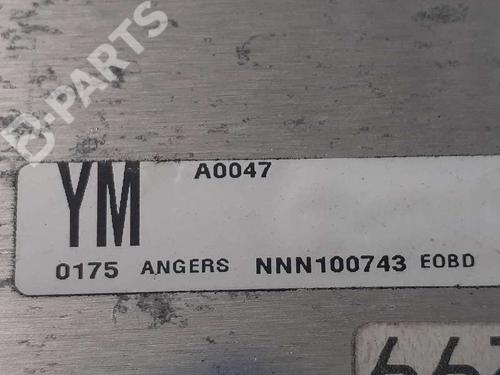 B-PARTS
A0047
YM
0175 ANGERS NNN100743 EOBD